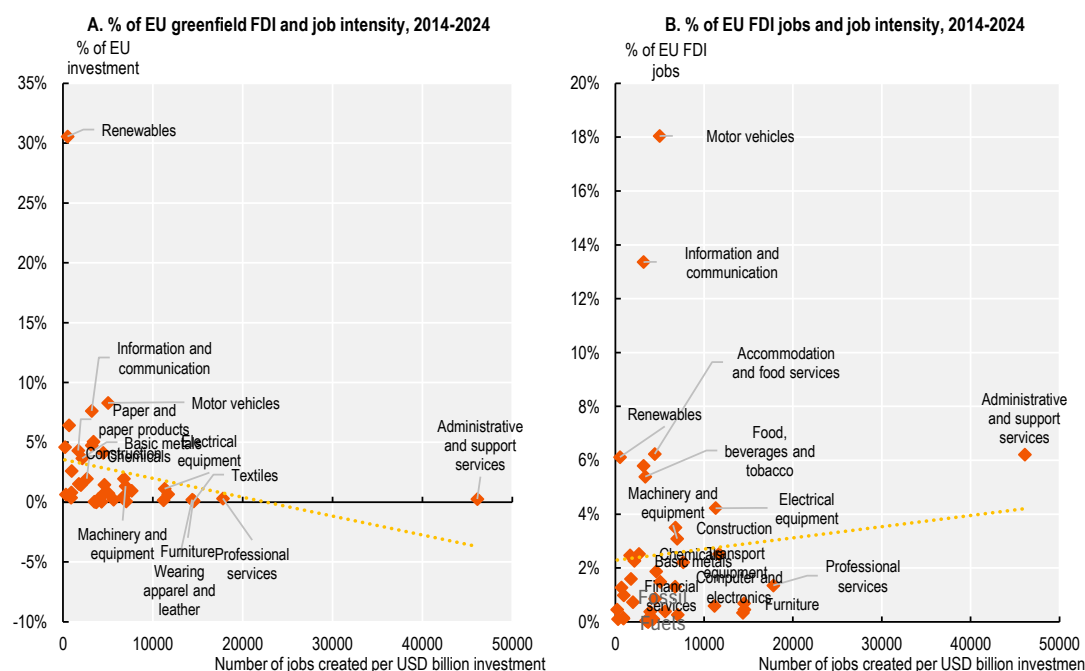 A. % of EU greenfield FDI and job intensity, 2014-2024
% of EU
investment
35%
30%
25%
20%
15%
10%
5%
0%
-5%
-10%
Renewables
Information and
communication
Motor vehicles
Paper and
paper products
Basic metals
Construction
Chemicals
Electrical
equipment
Textiles
Administrative
and support
services
Machinery and
equipment
Furniture
Wearing
apparel and
leather
Professional
services
0
10000
20000
30000
40000
50000
Number of jobs created per USD billion investment
B. % of EU FDI jobs and job intensity, 2014-2024
% of EU FDI
jobs
20%
18%
16%
14%
12%
10%
8%
6%
4%
2%
0%
Motor vehicles
Information and
communication
Accommodation
and food services
Renewables
Administrative
and support
services
Food,
beverages and
tobacco
Machinery and
equipment
Electrical
equipment
Construction
Chemicals
Transport
equipment
Basic metals
Computer and
electronics
Financial
services
Fossil
Fuels
Professional
services
Furniture
0
10000
20000
30000
40000
50000
Number of jobs created per USD billion investmen